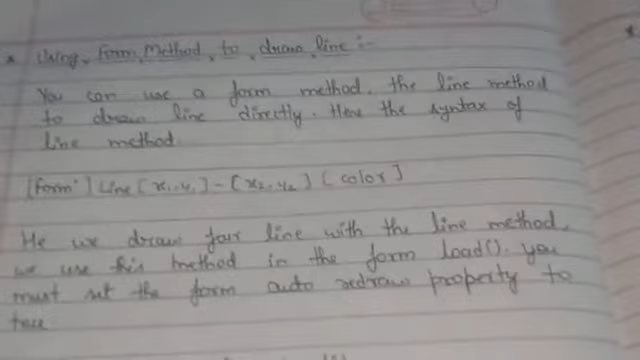 * Using Form Method to draw line :-
You can use a form method. the line method
to draw line directly. Here the syntax of
line method
[form.] Line [x1,y1] - [x2,y2] (color]
He we draw four line with the line method.
we use this method in the form load(). you
must set the form auto redraw property to
true